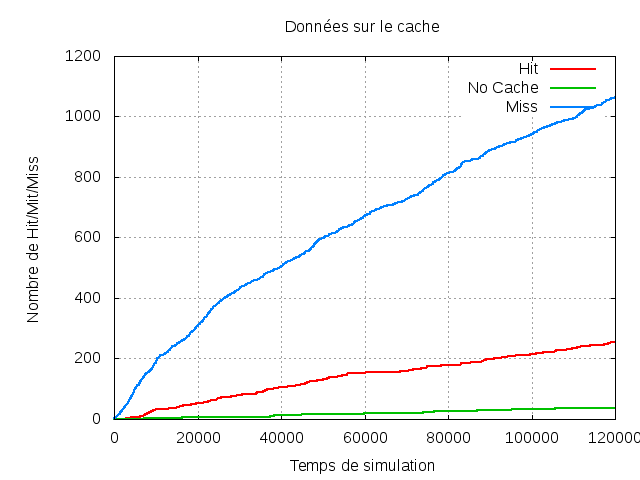 Données sur le cache
1200
1000
800
600
400
200
0
Nombre de Hit/Mit/Miss
Hit
No Cache
Miss
0 20000 40000 60000 80000 100000 120000
Temps de simulation